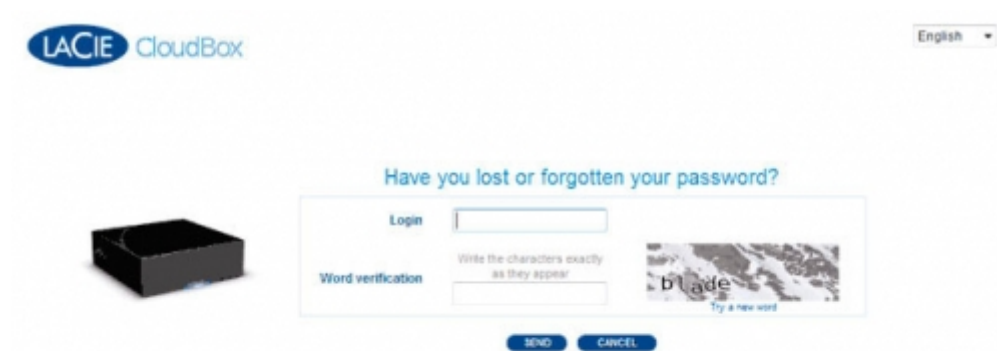 LACIE CloudBox
English
Have you lost or forgotten your password?
Login
Write the characters exactly
as they appear
Word verification
blade
Try a new word
SEND CANCEL